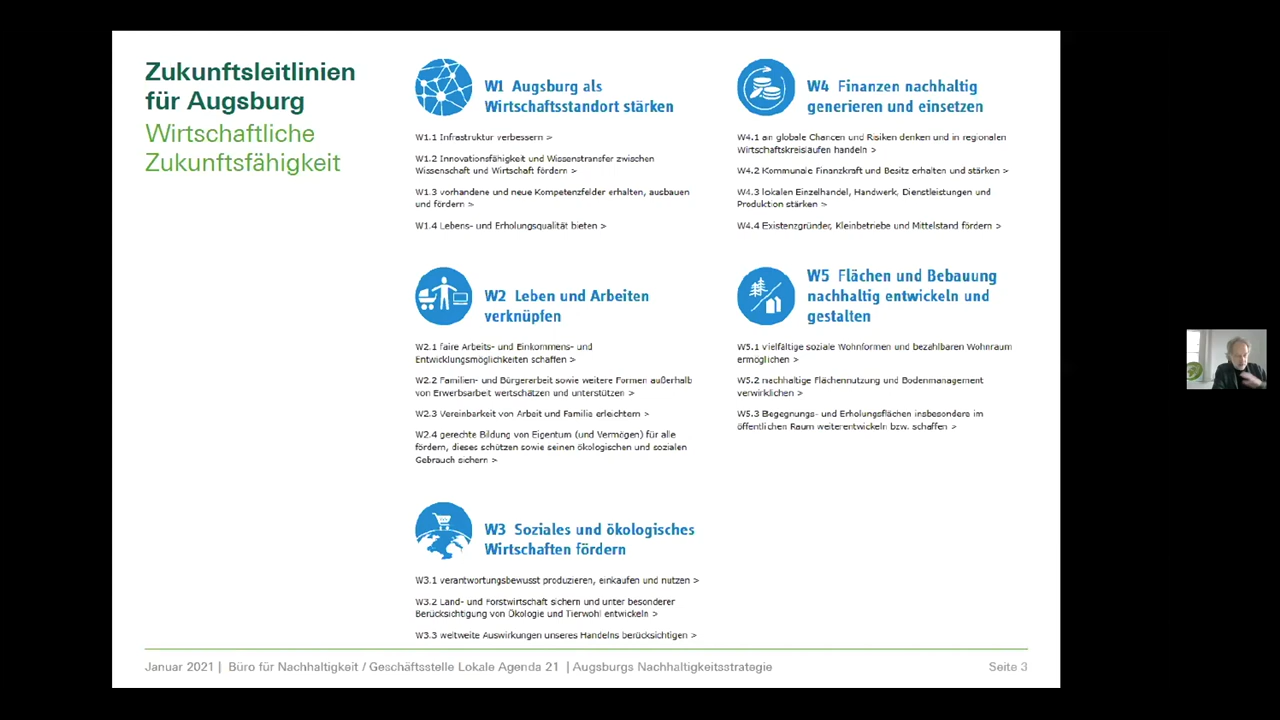 Zukunftsleitlinien
für Augsburg
Wirtschaftliche
Zukunftsfähigkeit
W1 Augsburg als
Wirtschaftsstandort stärken
W1.1 Infrastruktur verbessern >
W1.2 Innovationsfähigkeit und Wissenstransfer zwischen
Wissenschaft und Wirtschaft fördern >
W1.3 vorhandene und neue Kompetenzfelder erhalten, ausbauen
und fördern >
W1.4 Lebens- und Erholungsqualität bieten >
W2 Leben und Arbeiten
verknüpfen
W2.1 faire Arbeits- und Einkommens- und
Entwicklungsmöglichkeiten schaffen >
W2.2 Familien- und Bürgerarbeit sowie weitere Formen außerhalb
von Erwerbsarbeit wertschätzen und unterstützen >
W2.3 Vereinbarkeit von Arbeit und Familie erleichtern >
W2.4 gerechte Bildung von Eigentum (und Vermögen) für alle
fördern, dieses schützen sowie seinen ökologischen und sozialen
Gebrauch sichern >
W3 Soziales und ökologisches
Wirtschaften fördern
W3.1 verantwortungsbewusst produzieren, einkaufen und nutzen >
W3.2 Land- und Forstwirtschaft sichern und unter besonderer
Berücksichtigung von Ökologie und Tierwohl entwickeln >
W3.3 weltweite Auswirkungen unseres Handelns berücksichtigen >
W4 Finanzen nachhaltig
generieren und einsetzen
W4.1 an globale Chancen und Risiken denken und in regionalen
Wirtschaftskreisläufen handeln >
W4.2 Kommunale Finanzkraft und Besitz erhalten und stärken >
W4.3 lokalen Einzelhandel, Handwerk, Dienstleistungen und
Produktion stärken >
W4.4 Existenzgründer, Kleinbetriebe und Mittelstand fördern >
W5 Flächen und Bebauung
nachhaltig entwickeln und
gestalten
W5.1 vielfältige soziale Wohnformen und bezahlbaren Wohnraum
ermöglichen >
W5.2 nachhaltige Flächennutzung und Bodenmanagement
verwirklichen >
W5.3 Begegnungs- und Erholungsflächen insbesondere im
öffentlichen Raum weiterentwickeln bzw. schaffen >
Januar 2021 | Büro für Nachhaltigkeit / Geschäftsstelle Lokale Agenda 21 | Augsburgs Nachhaltigkeitsstrategie
Seite 3